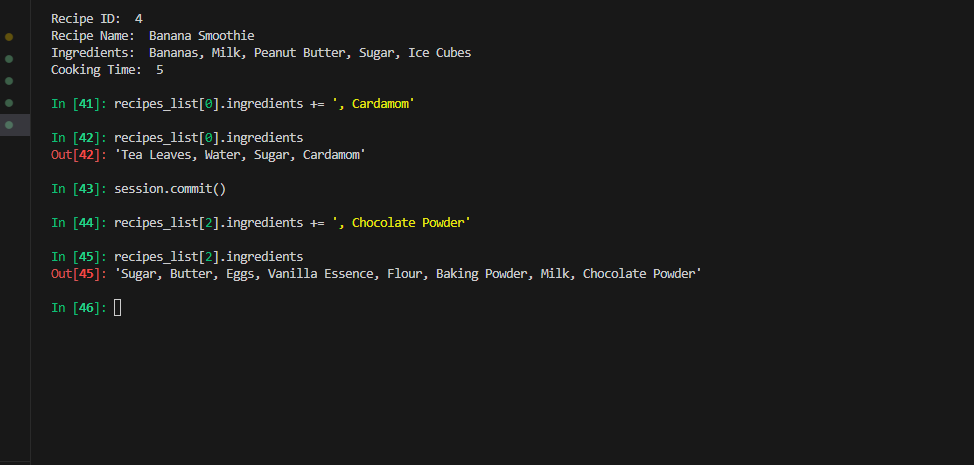 Recipe ID:  4
Recipe Name:  Banana Smoothie
Ingredients:  Bananas, Milk, Peanut Butter, Sugar, Ice Cubes
Cooking Time:  5
In [41]: recipes_list[0].ingredients += ', Cardamom'
In [42]: recipes_list[0].ingredients
Out[42]: 'Tea Leaves, Water, Sugar, Cardamom'
In [43]: session.commit()
In [44]: recipes_list[2].ingredients += ', Chocolate Powder'
In [45]: recipes_list[2].ingredients
Out[45]: 'Sugar, Butter, Eggs, Vanilla Essence, Flour, Baking Powder, Milk, Chocolate Powder'
In [46]: